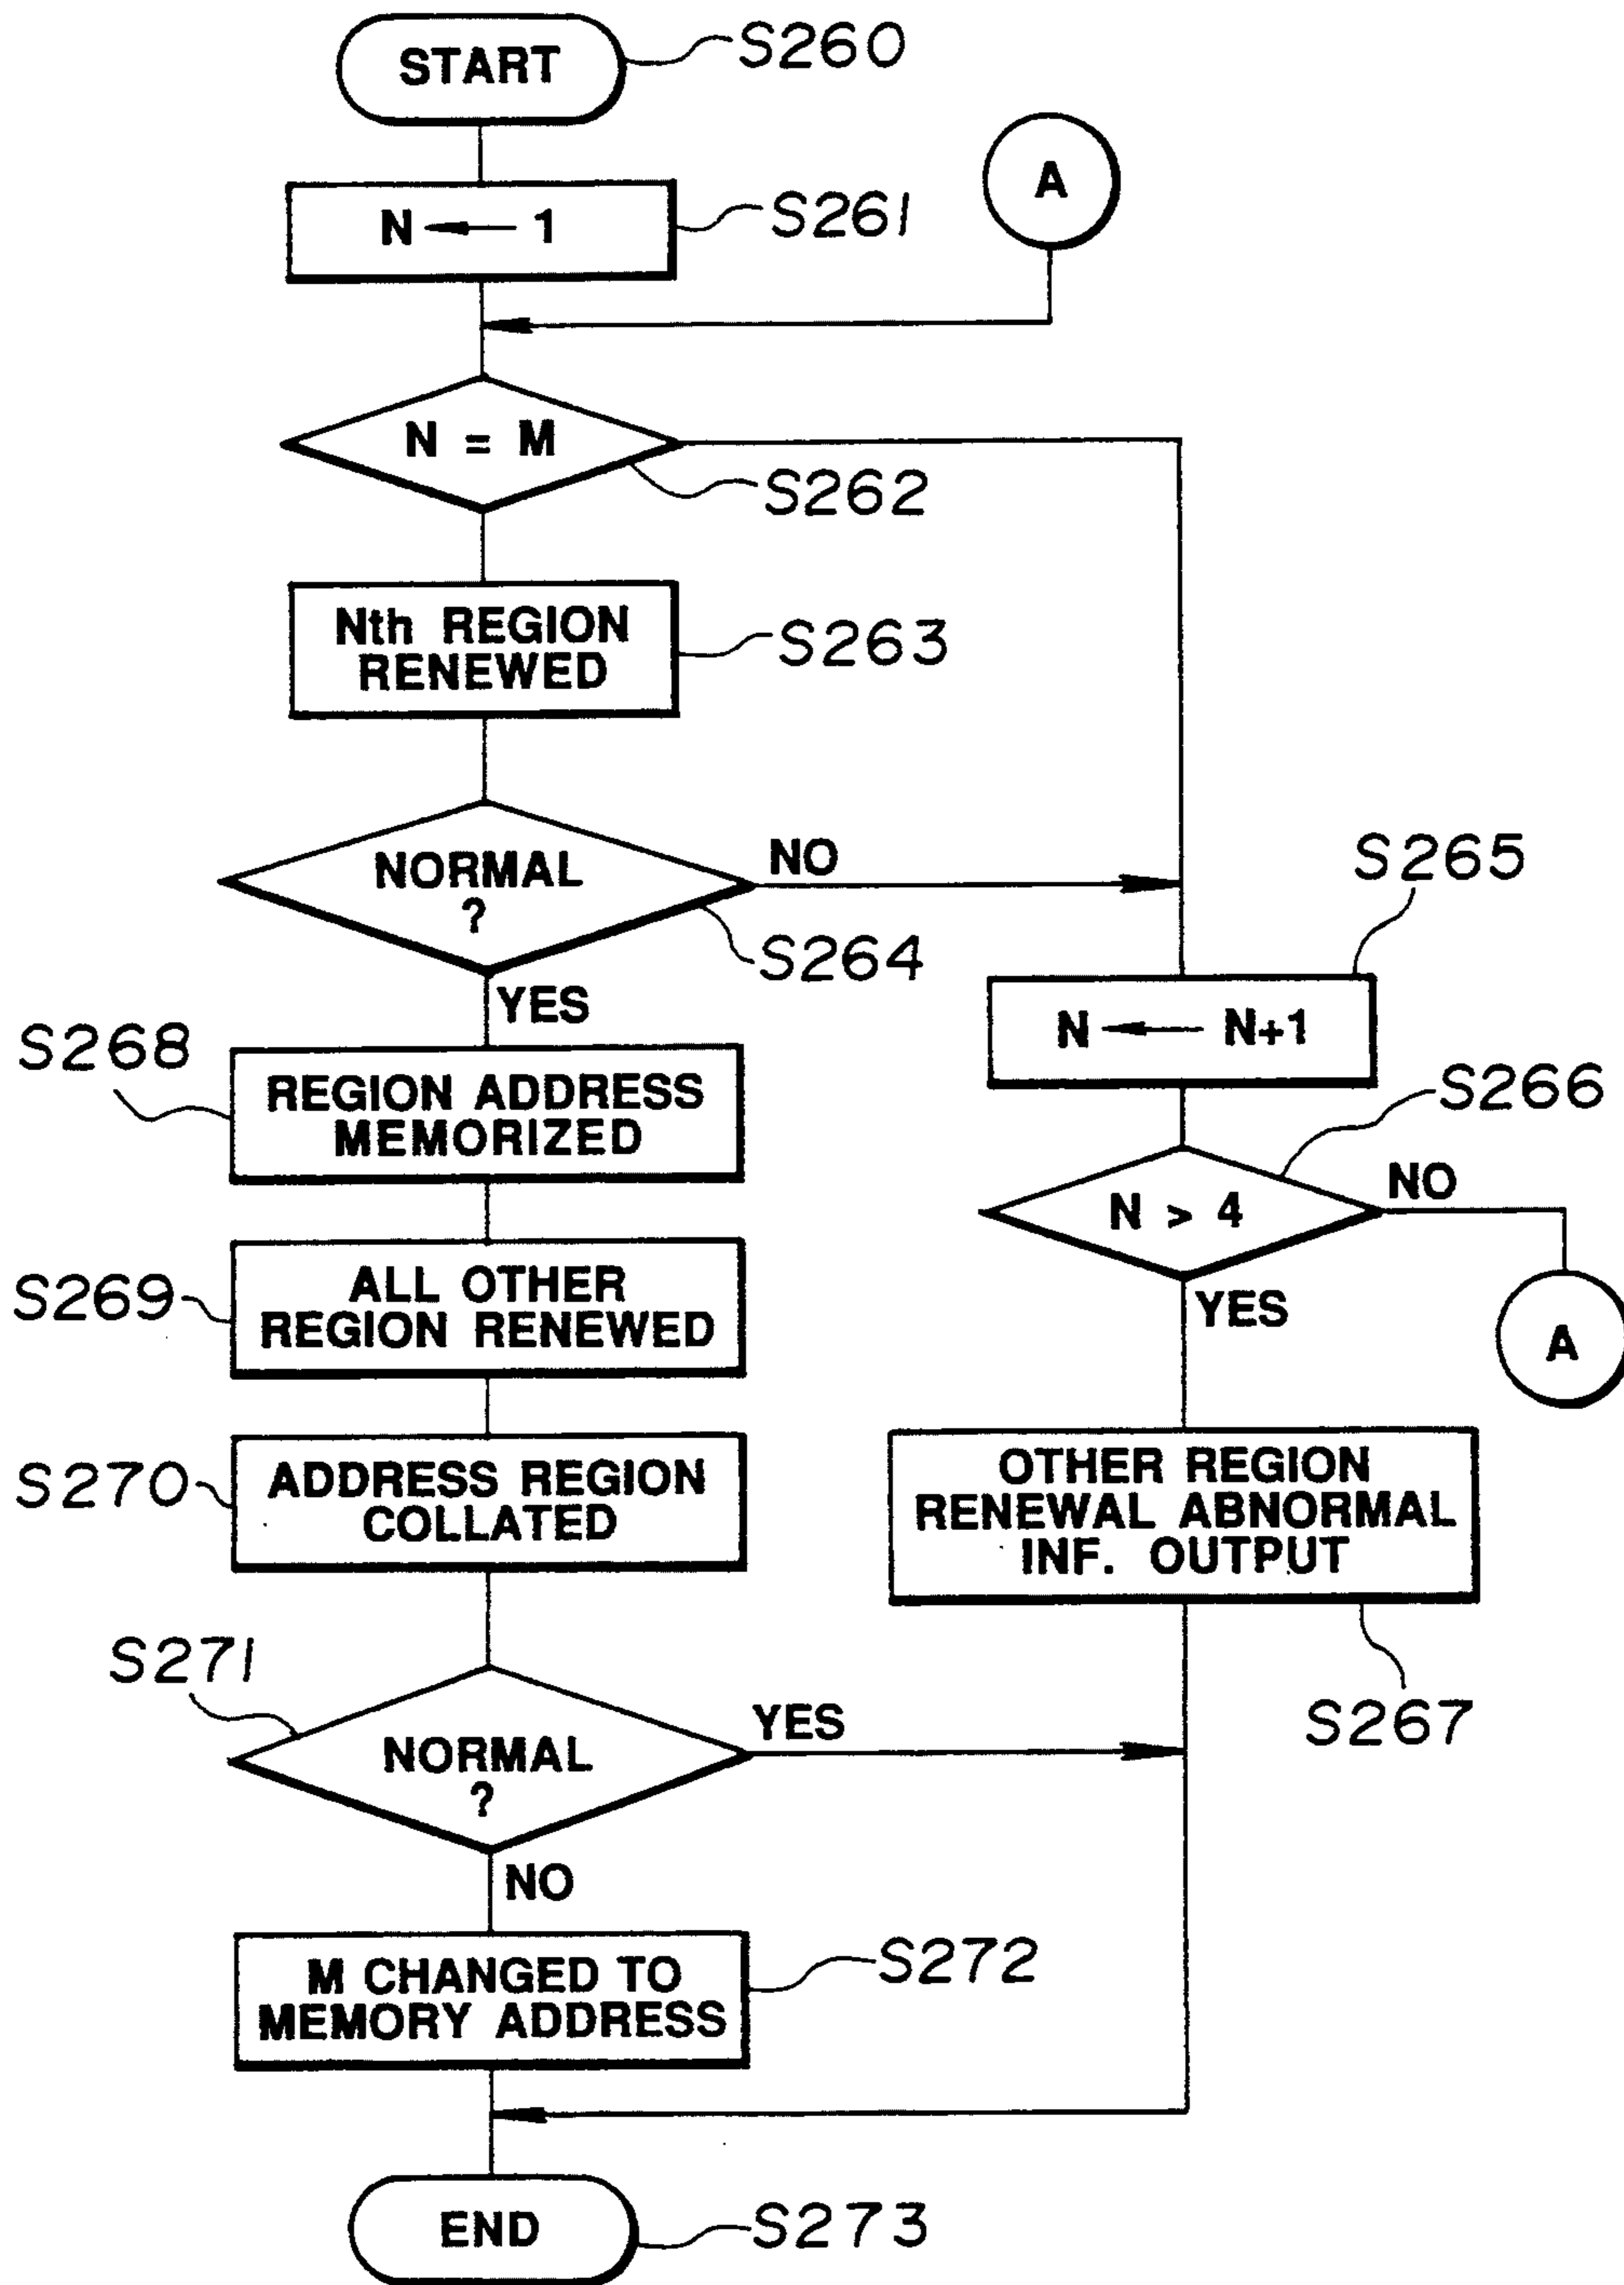 START
S260
N ← 1
S261
A
N = M
S262
Nth REGION
RENEWED
S263
NORMAL
?
NO
S264
YES
S265
N ← N+1
S268
REGION ADDRESS
MEMORIZED
S266
N > 4
NO
A
YES
S269
ALL OTHER
REGION RENEWED
S270
ADDRESS REGION
COLLATED
OTHER REGION
RENEWAL ABNORMAL
INF. OUTPUT
S267
S271
NORMAL
?
YES
NO
M CHANGED TO
MEMORY ADDRESS
S272
END
S273